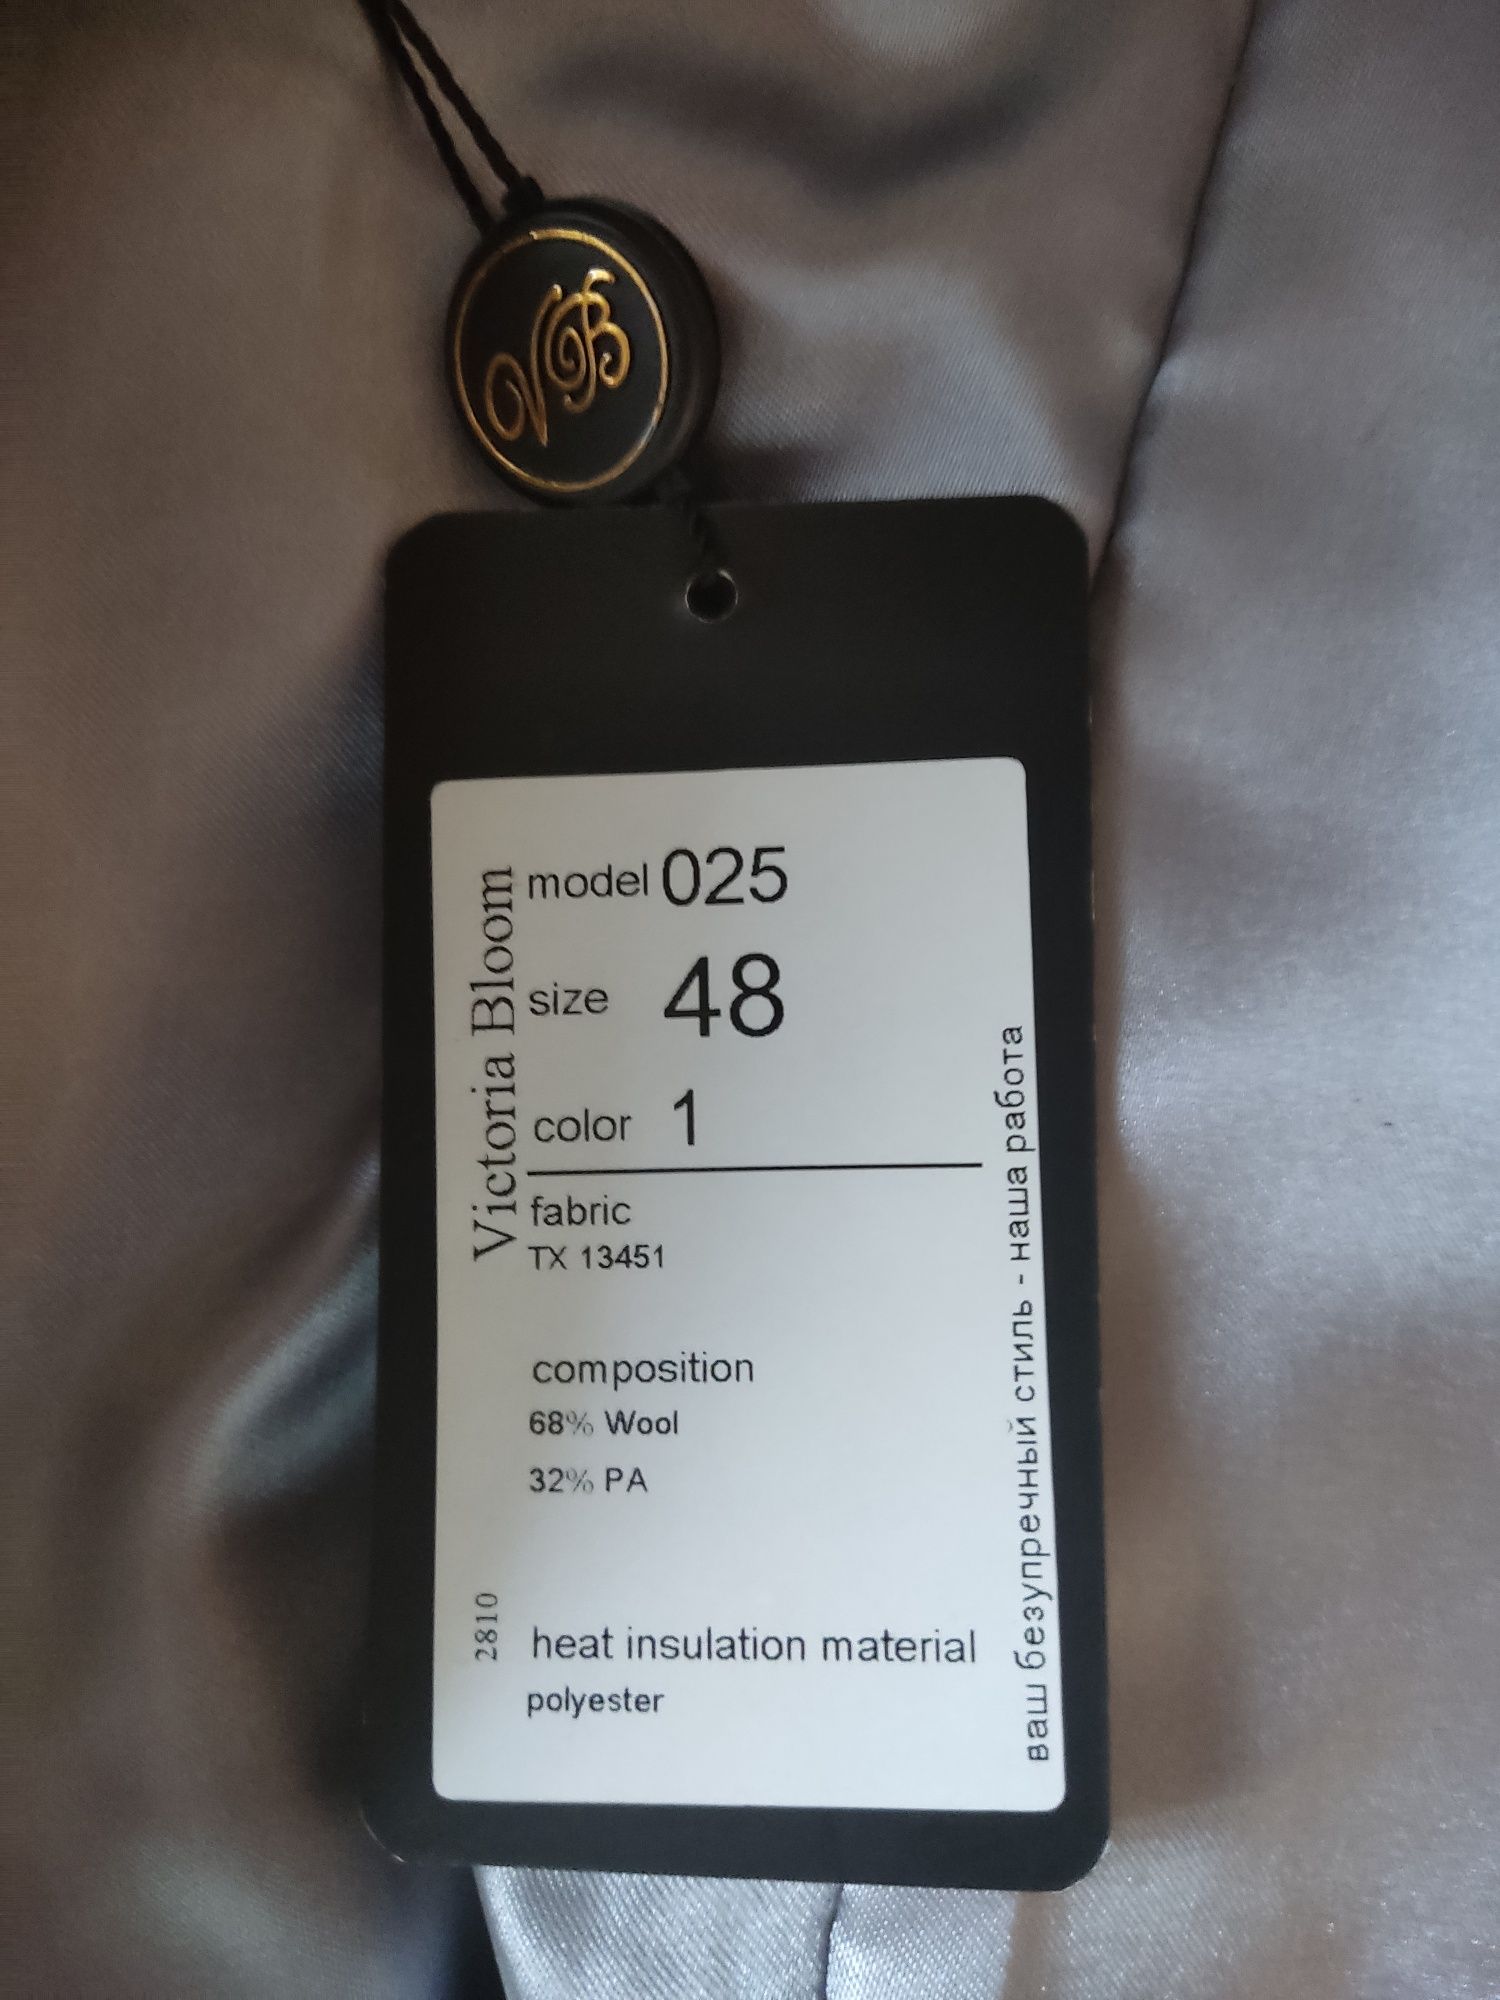 VB
Victoria Bloom
model 025
size 48
color 1
fabric
TX 13451
composition
68% Wool
32% PA
2810
heat insulation material
polyester
ваш безупречный стиль - наша работа